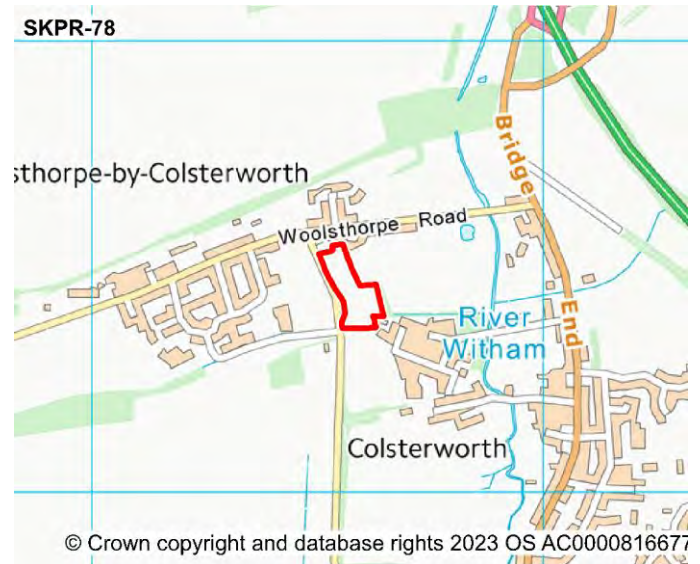 SKPR-78
sthorpe-by-Colsterworth
Woolsthorpe Road
Bridge End
River
Witham
Colsterworth
© Crown copyright and database rights 2023 OS AC0000816677